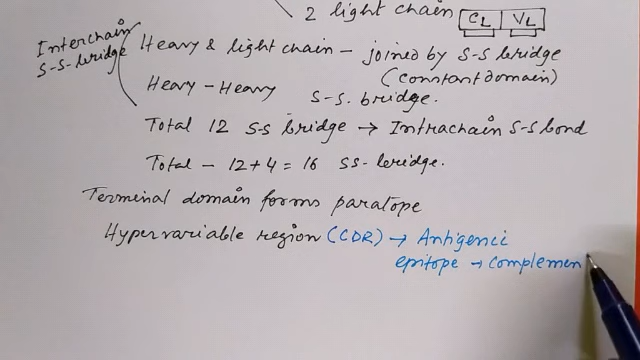 2 light chain
CL VL
Interchain
S-S-bridge
Heavy & light chain - joined by S-S bridge
(constant domain)
Heavy - Heavy S-S. bridge.
Total 12 S-S bridge → Intrachain S-S bond
Total - 12+4 = 16 SS-bridge.
Terminal domain forms paratope
Hypervariable region (CDR) → Antigenci
epitope → complemen